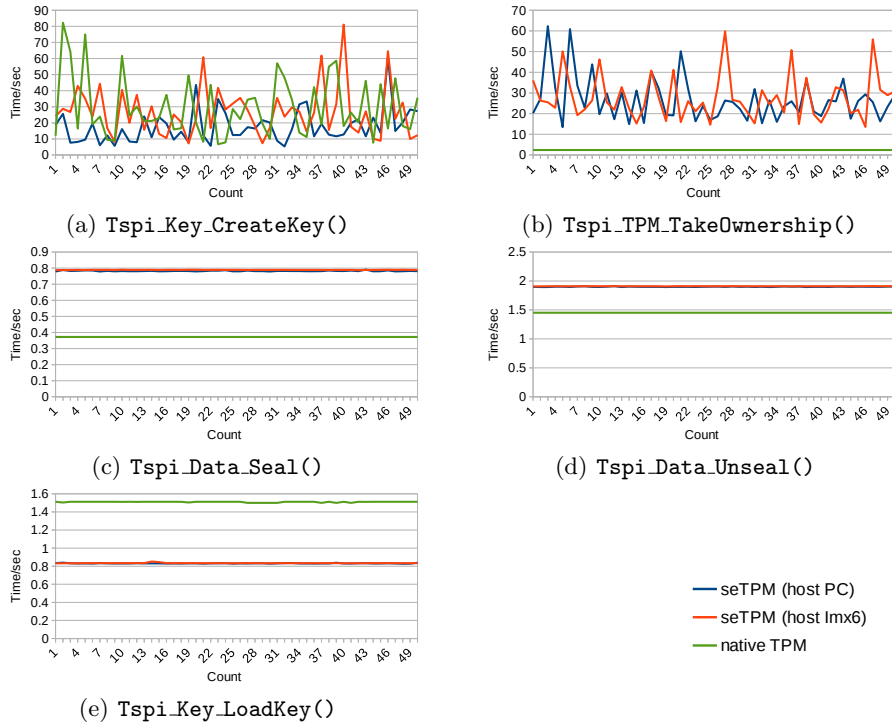 90
80
70
60
50
40
30
20
10
0
Time/sec
1 4 7 10 13 16 19 22 25 28 31 34 37 40 43 46 49
Count
(a) Tspi_Key_CreateKey()
70
60
50
40
30
20
10
0
Time/sec
1 4 7 10 13 16 19 22 25 28 31 34 37 40 43 46 49
Count
(b) Tspi_TPM_TakeOwnership()
0.9
0.8
0.7
0.6
0.5
0.4
0.3
0.2
0.1
0
Time/sec
1 4 7 10 13 16 19 22 25 28 31 34 37 40 43 46 49
Count
(c) Tspi_Data_Seal()
2.5
2
1.5
1
0.5
0
Time/sec
1 4 7 10 13 16 19 22 25 28 31 34 37 40 43 46 49
Count
(d) Tspi_Data_Unseal()
1.6
1.4
1.2
1
0.8
0.6
0.4
0.2
0
Time/sec
1 4 7 10 13 16 19 22 25 28 31 34 37 40 43 46 49
Count
(e) Tspi_Key_LoadKey()
seTPM (host PC)
seTPM (host Imx6)
native TPM